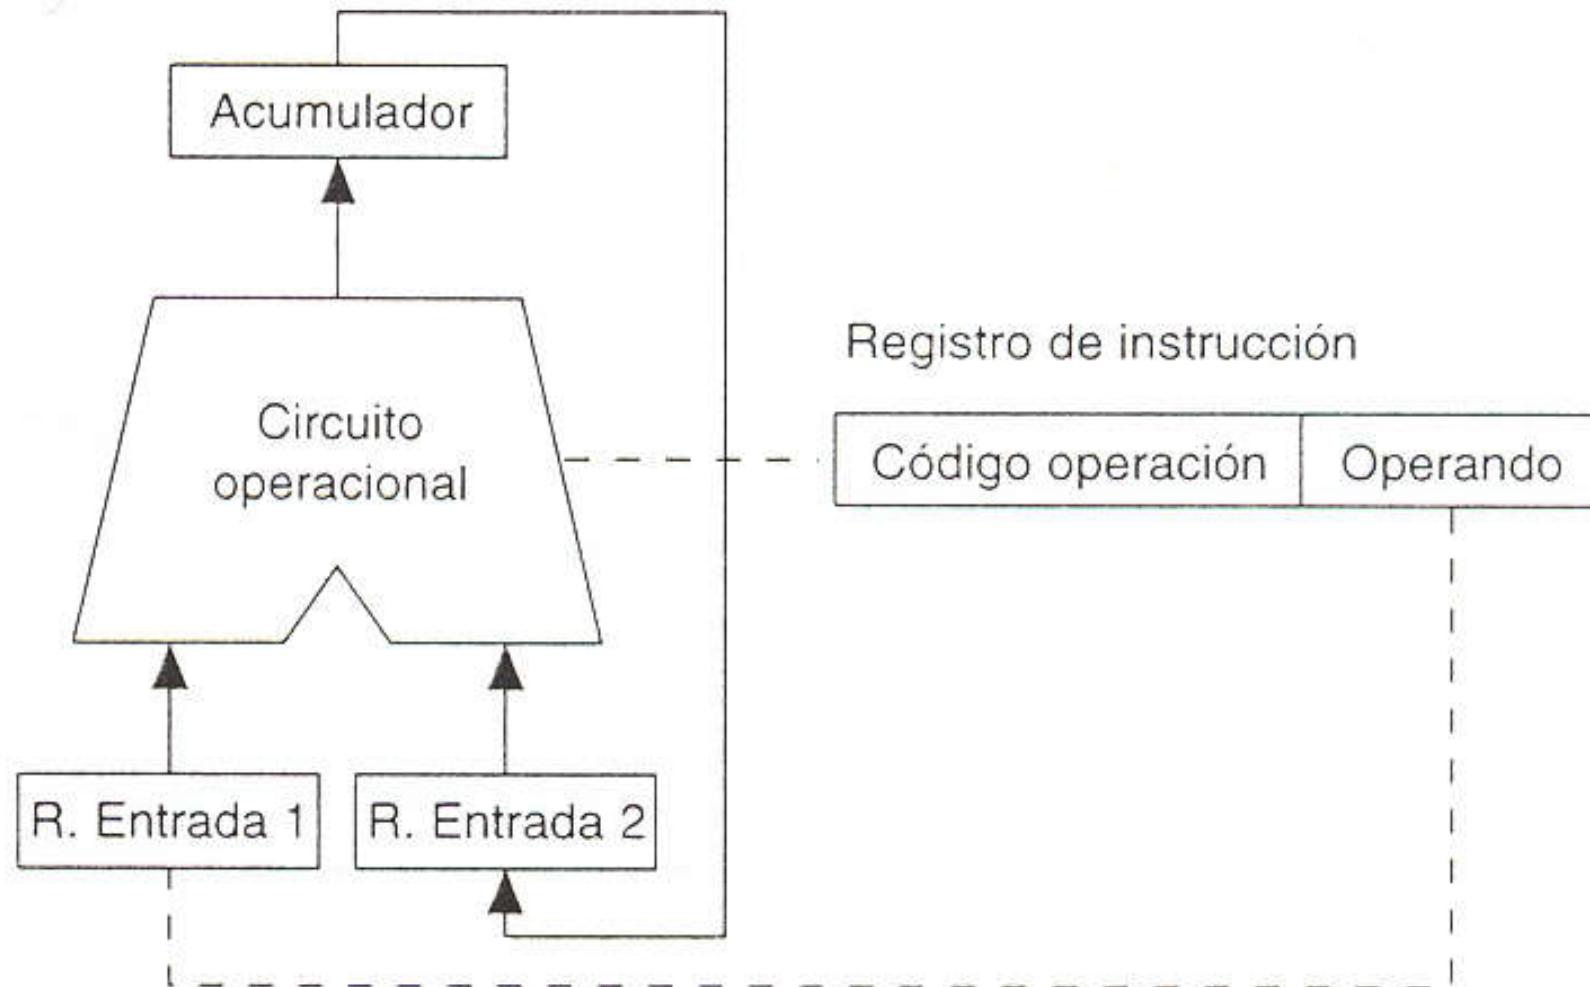 Acumulador
Circuito
operacional
Registro de instrucción
Código operación
Operando
R. Entrada 1
R. Entrada 2